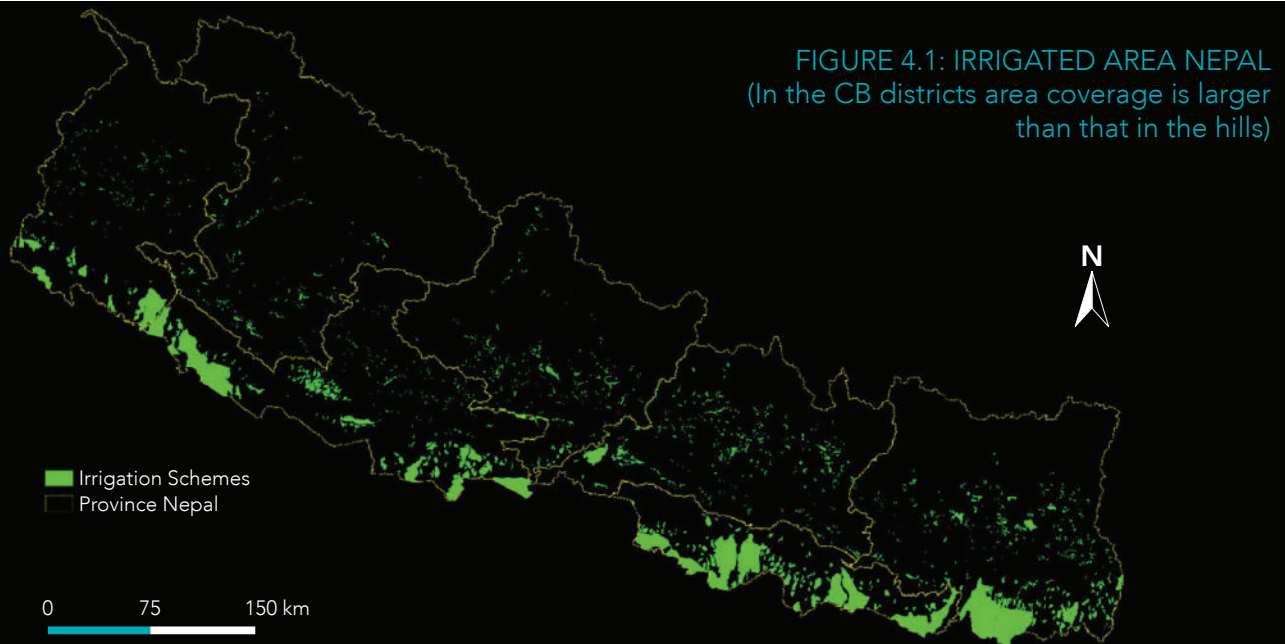 FIGURE 4.1: IRRIGATED AREA NEPAL
(In the CB districts area coverage is larger
than that in the hills)
N
Irrigation Schemes
Province Nepal
0 75 150 km